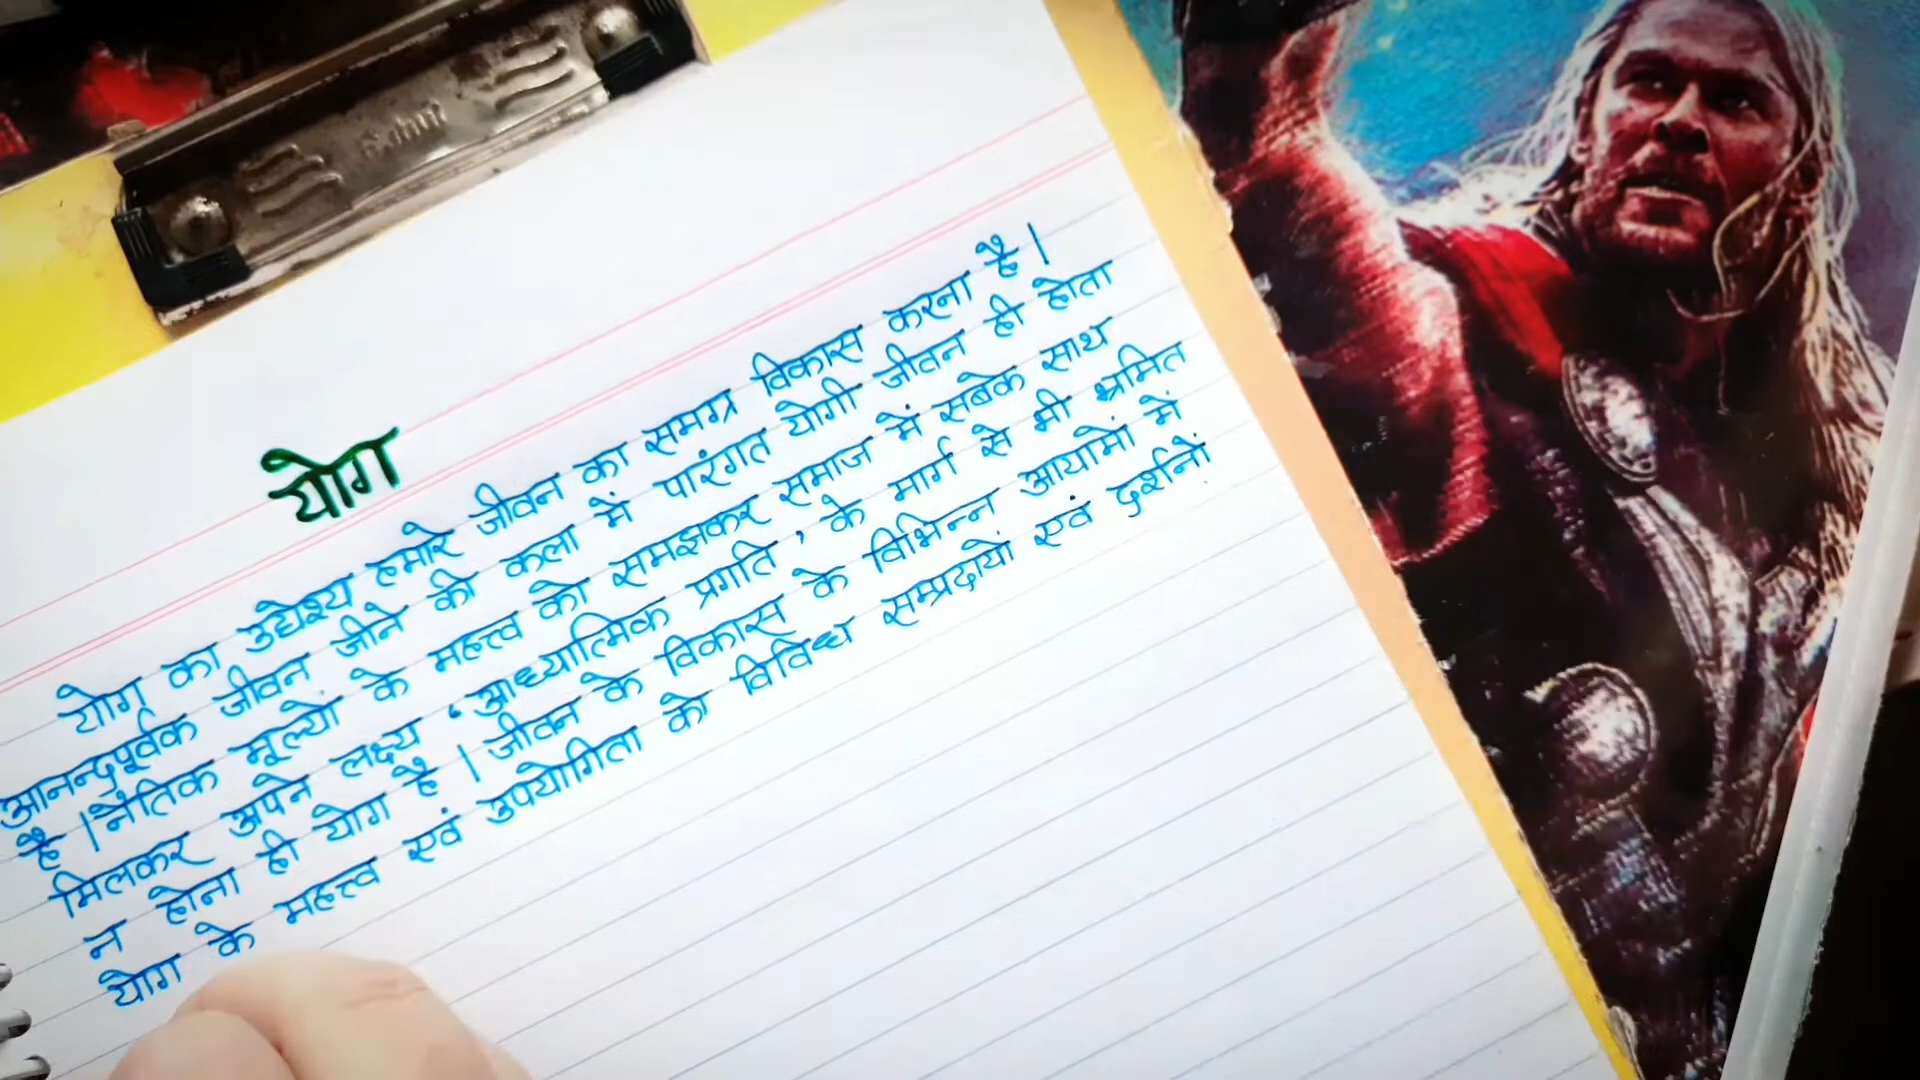 योग
योग का उद्येश्य हमारे जीवन का समग्र विकास करना है।
आनन्दपूर्वक जीवन जीने की कला में पारंगत योगी जीवन ही होता
है। नैतिक मूल्यों के महत्त्व को समझकर समाज में सबके साथ
मिलकर अपने लक्ष्य ‘आध्यात्मिक प्रगति’ के मार्ग से भी भ्रमित
न होना ही योग है। जीवन के विकास के विभिन्न आयामों में
योग के महत्त्व एवं उपयोगिता को विविध सम्प्रदायों एवं दर्शनों